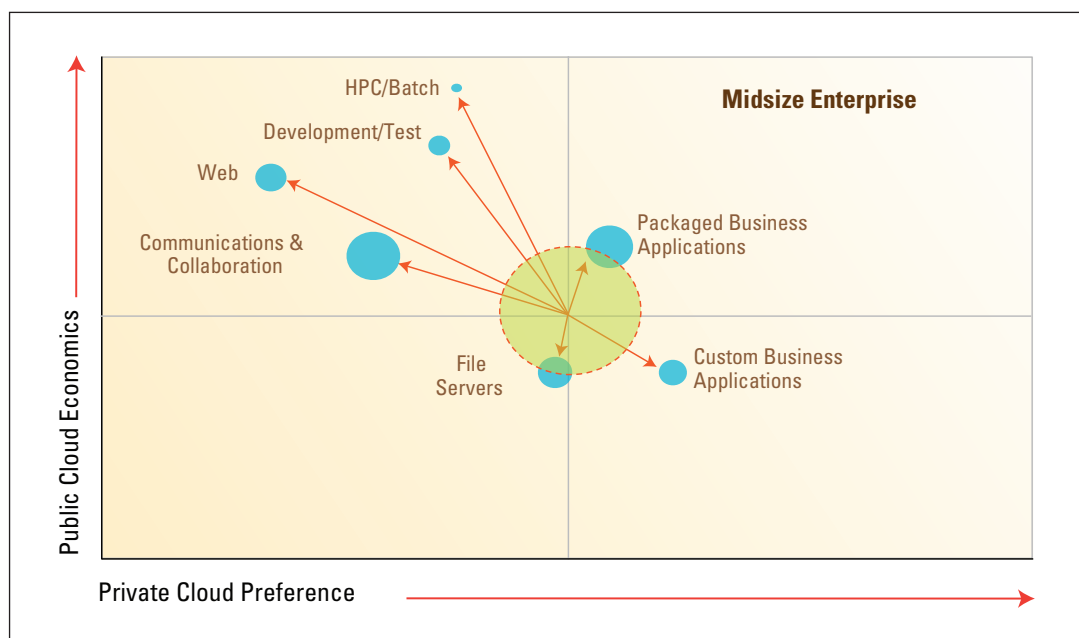 Midsize Enterprise
HPC/Batch
Development/Test
Web
Communications &
Collaboration
Packaged Business
Applications
File
Servers
Custom Business
Applications
Public Cloud Economics
Private Cloud Preference